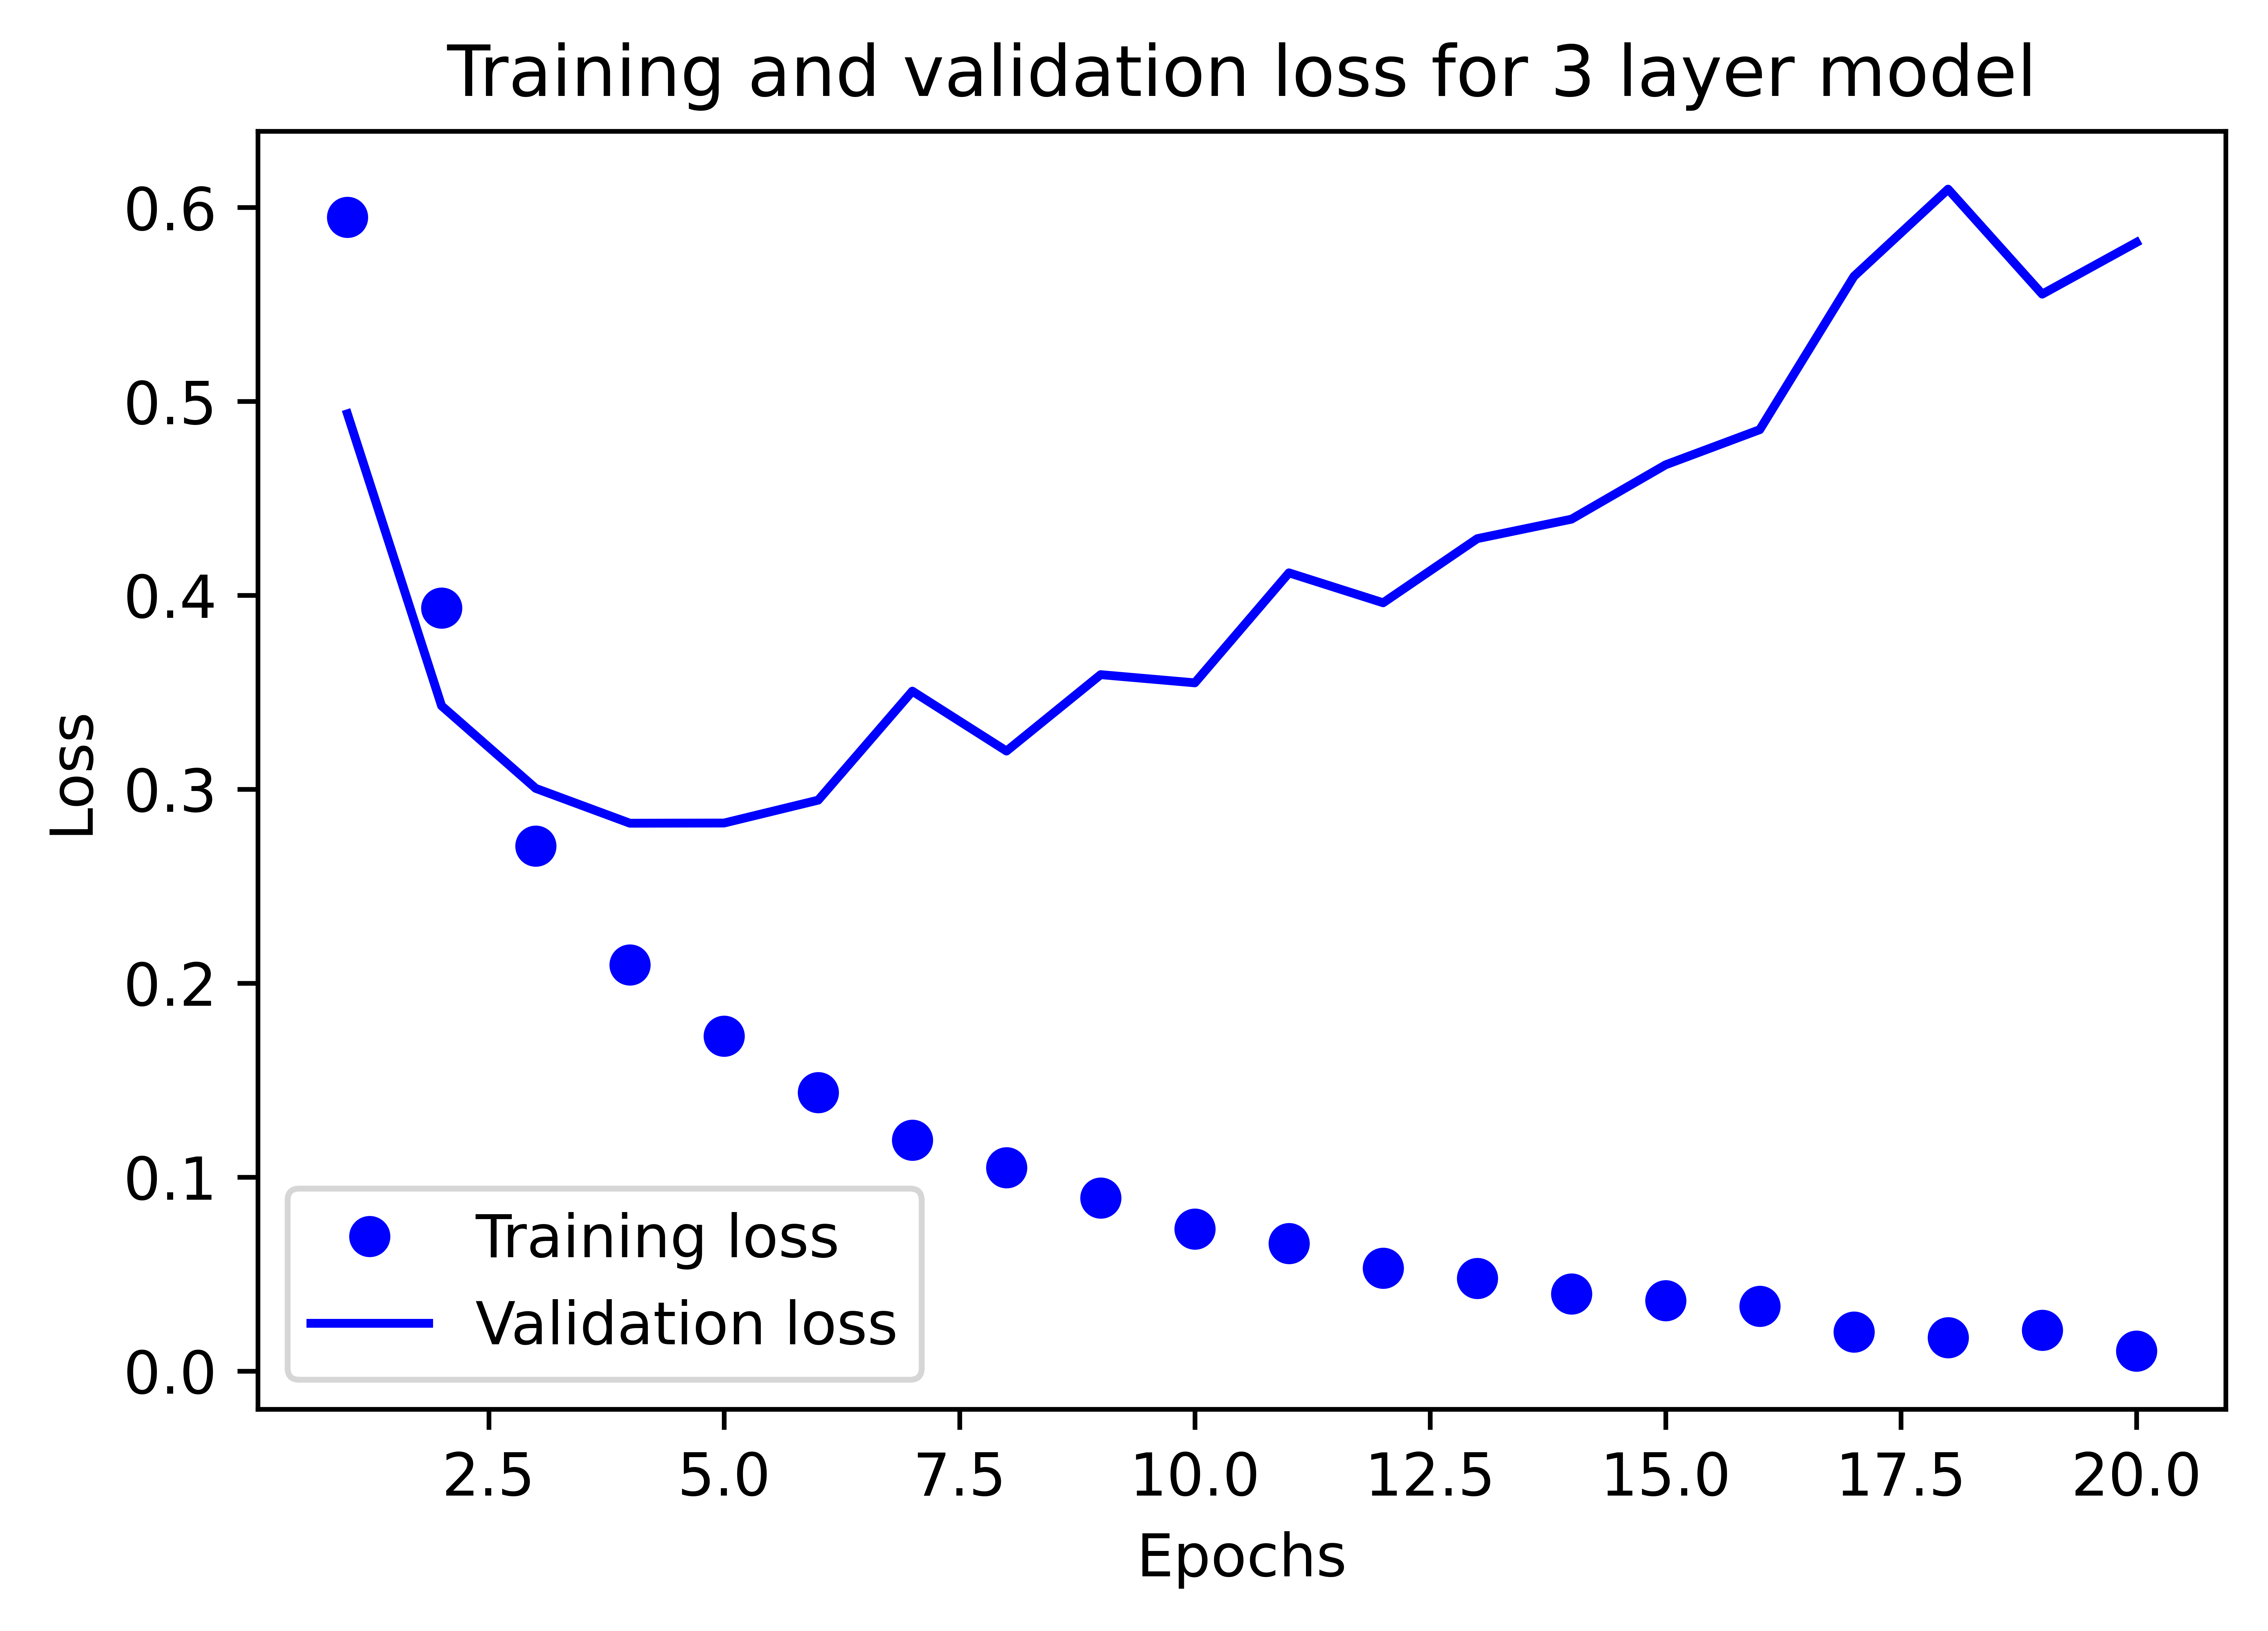 Training and validation loss for 3 layer model
0.6
0.5
0.4
0.3
0.2
0.1
0.0
Loss
Training loss
Validation loss
2.5 5.0 7.5 10.0 12.5 15.0 17.5 20.0
Epochs